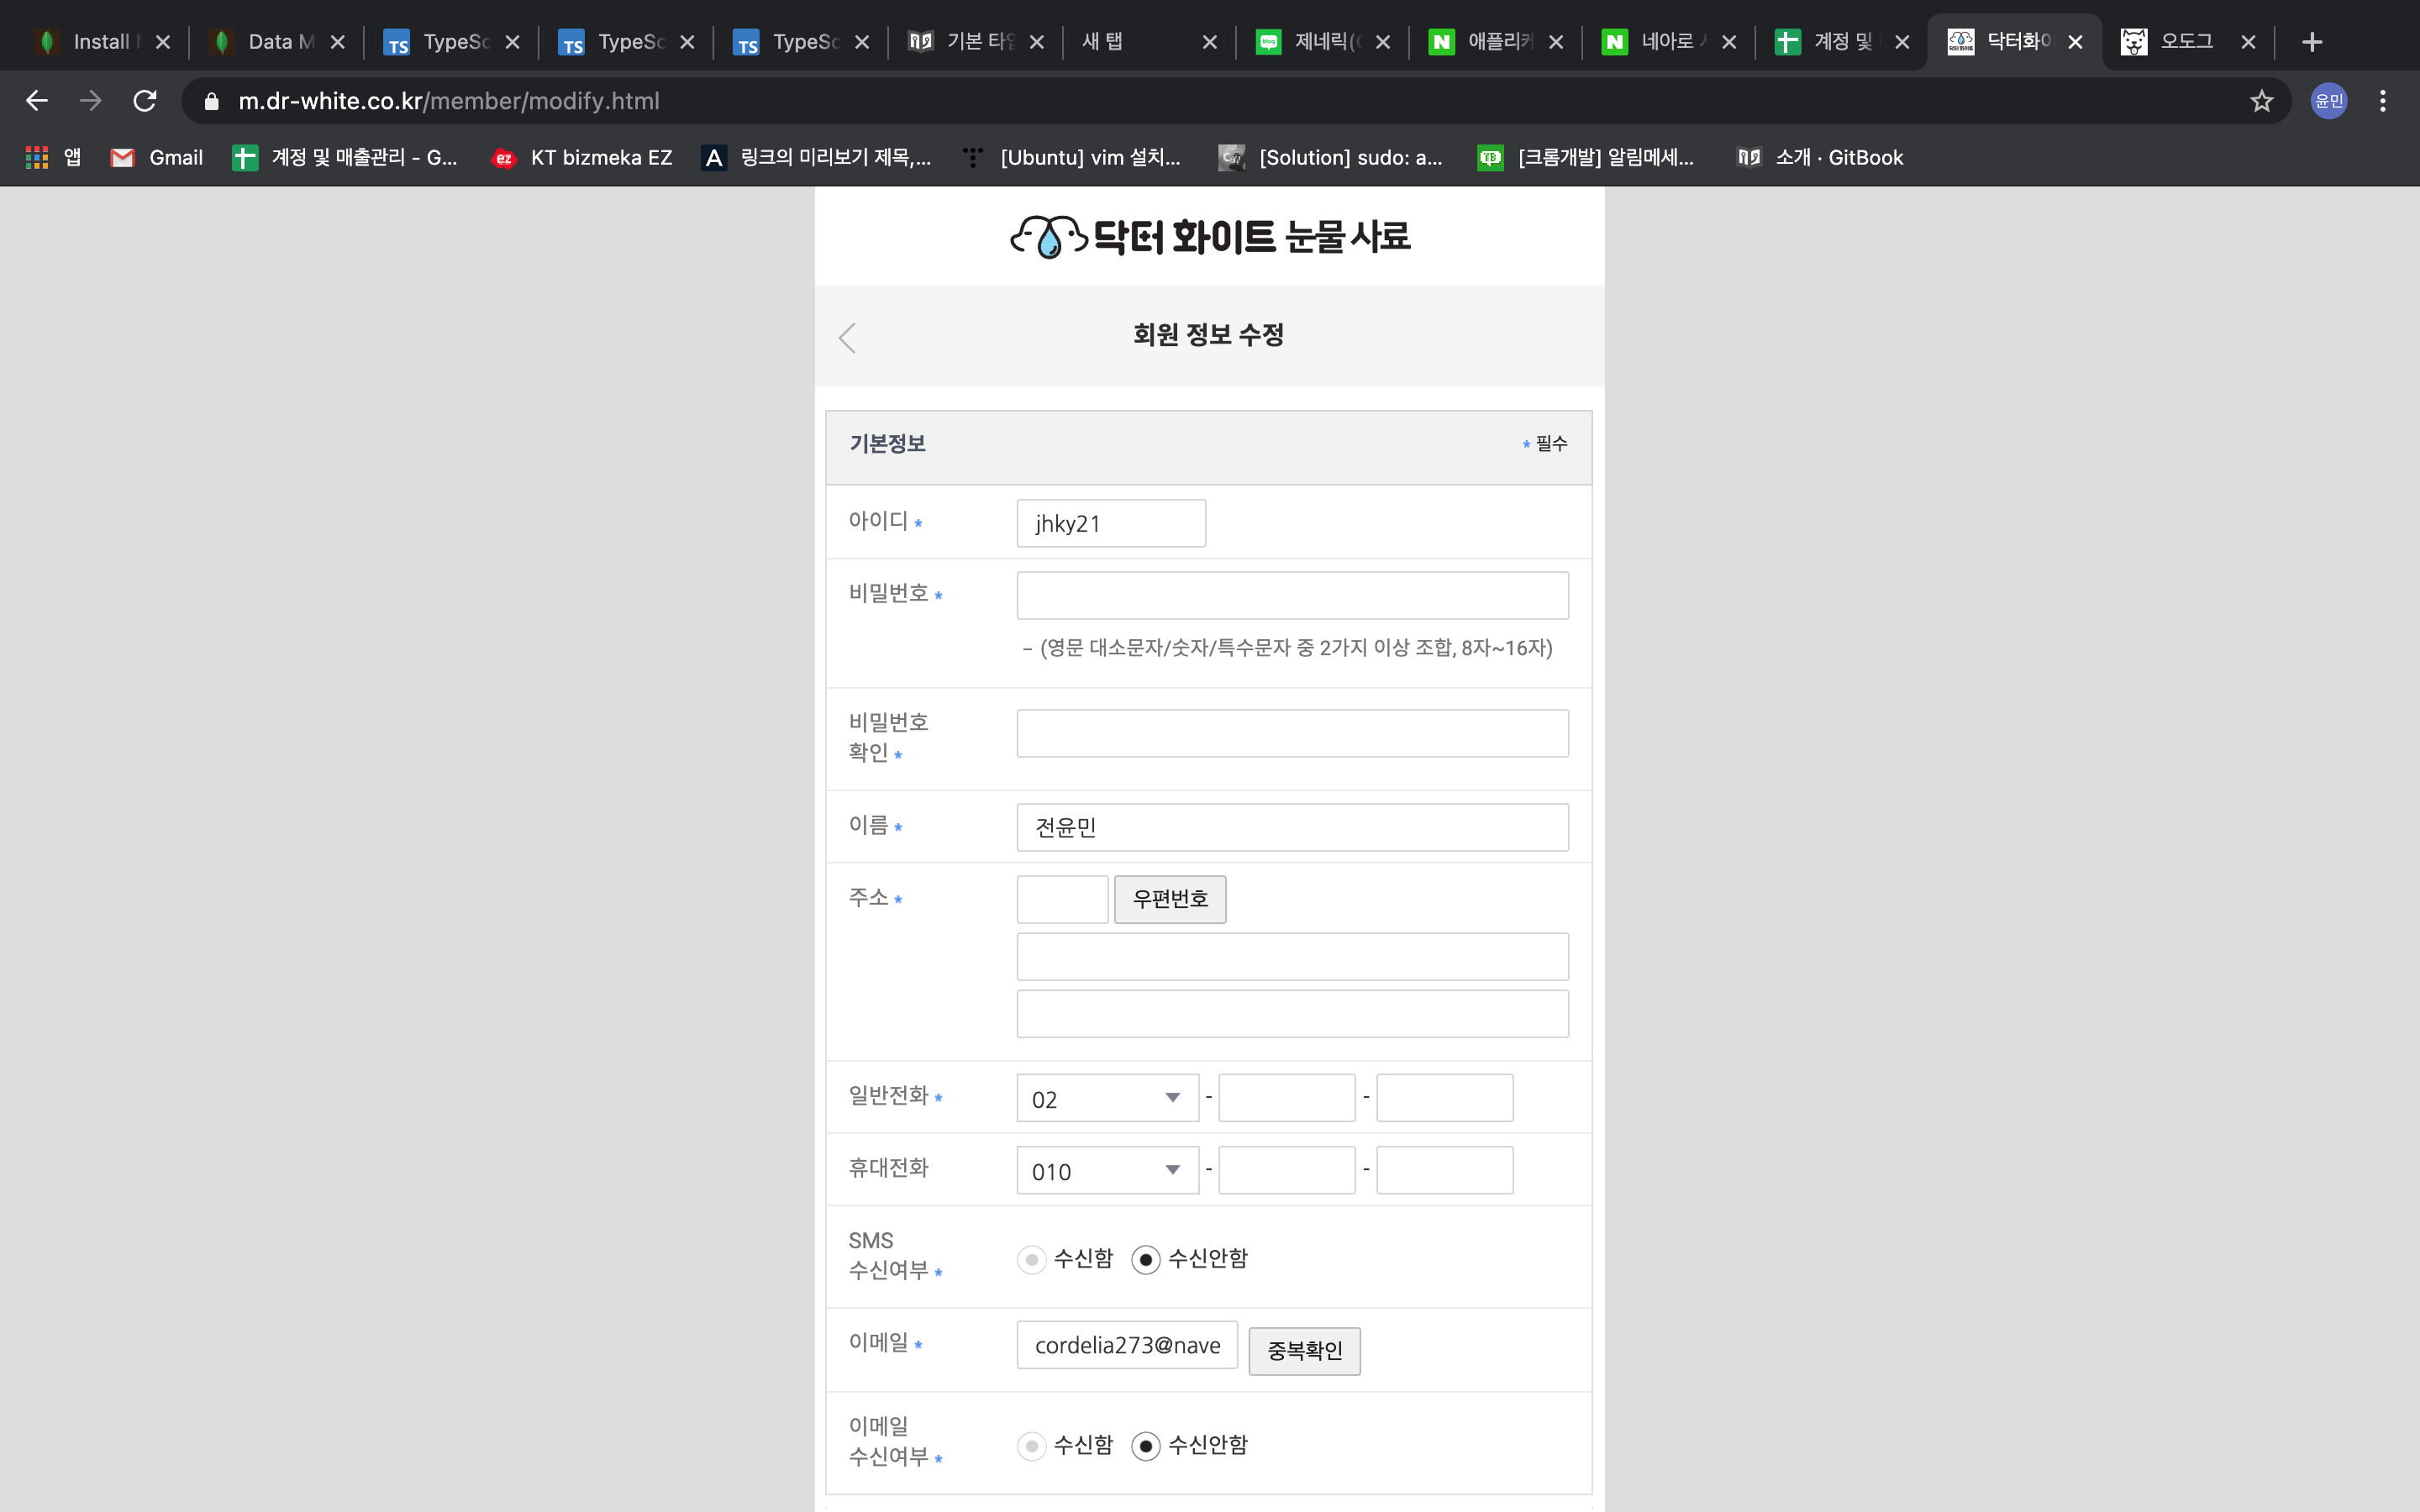 Install
Data M
TypeSc
TypeSc
TypeSc
기본 타입
새 탭
제네릭(
애플리케
네아로
계정 및
닥터화이
오도그
m.dr-white.co.kr/member/modify.html
윤민
앱
Gmail
계정 및 매출관리 - G...
KT bizmeka EZ
링크의 미리보기 제목,...
[Ubuntu] vim 설치...
[Solution] sudo: a...
[크롬개발] 알림메세...
소개 · GitBook
닥터 화이트 눈물 사료
회원 정보 수정
기본정보
* 필수
아이디 *
jhky21
비밀번호 *
- (영문 대소문자/숫자/특수문자 중 2가지 이상 조합, 8자~16자)
비밀번호
확인 *
이름 *
전윤민
주소 *
우편번호
일반전화 *
02 - -
휴대전화
010 - -
SMS
수신여부 *
수신함 수신안함
이메일 *
cordelia273@nave
중복확인
이메일
수신여부 *
수신함 수신안함